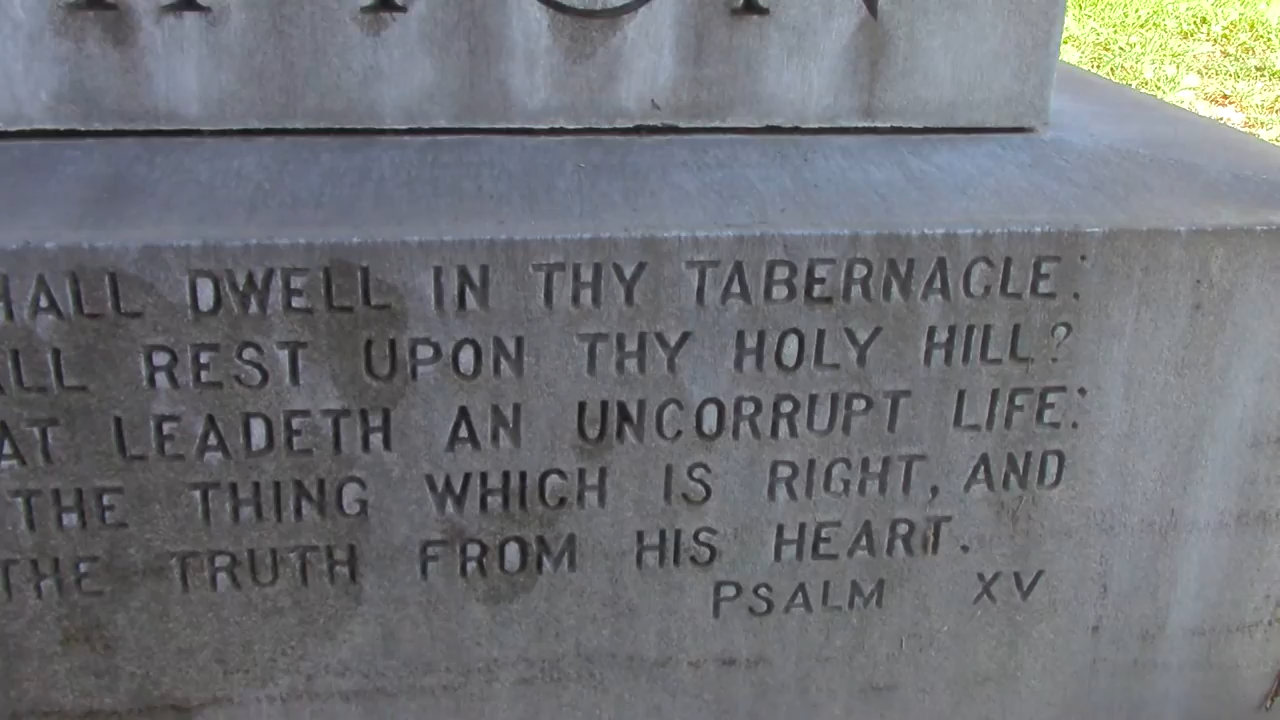 HALL DWELL IN THY TABERNACLE:
ALL REST UPON THY HOLY HILL?
AT LEADETH AN UNCORRUPT LIFE:
THE THING WHICH IS RIGHT, AND
THE TRUTH FROM HIS HEART.
PSALM XV